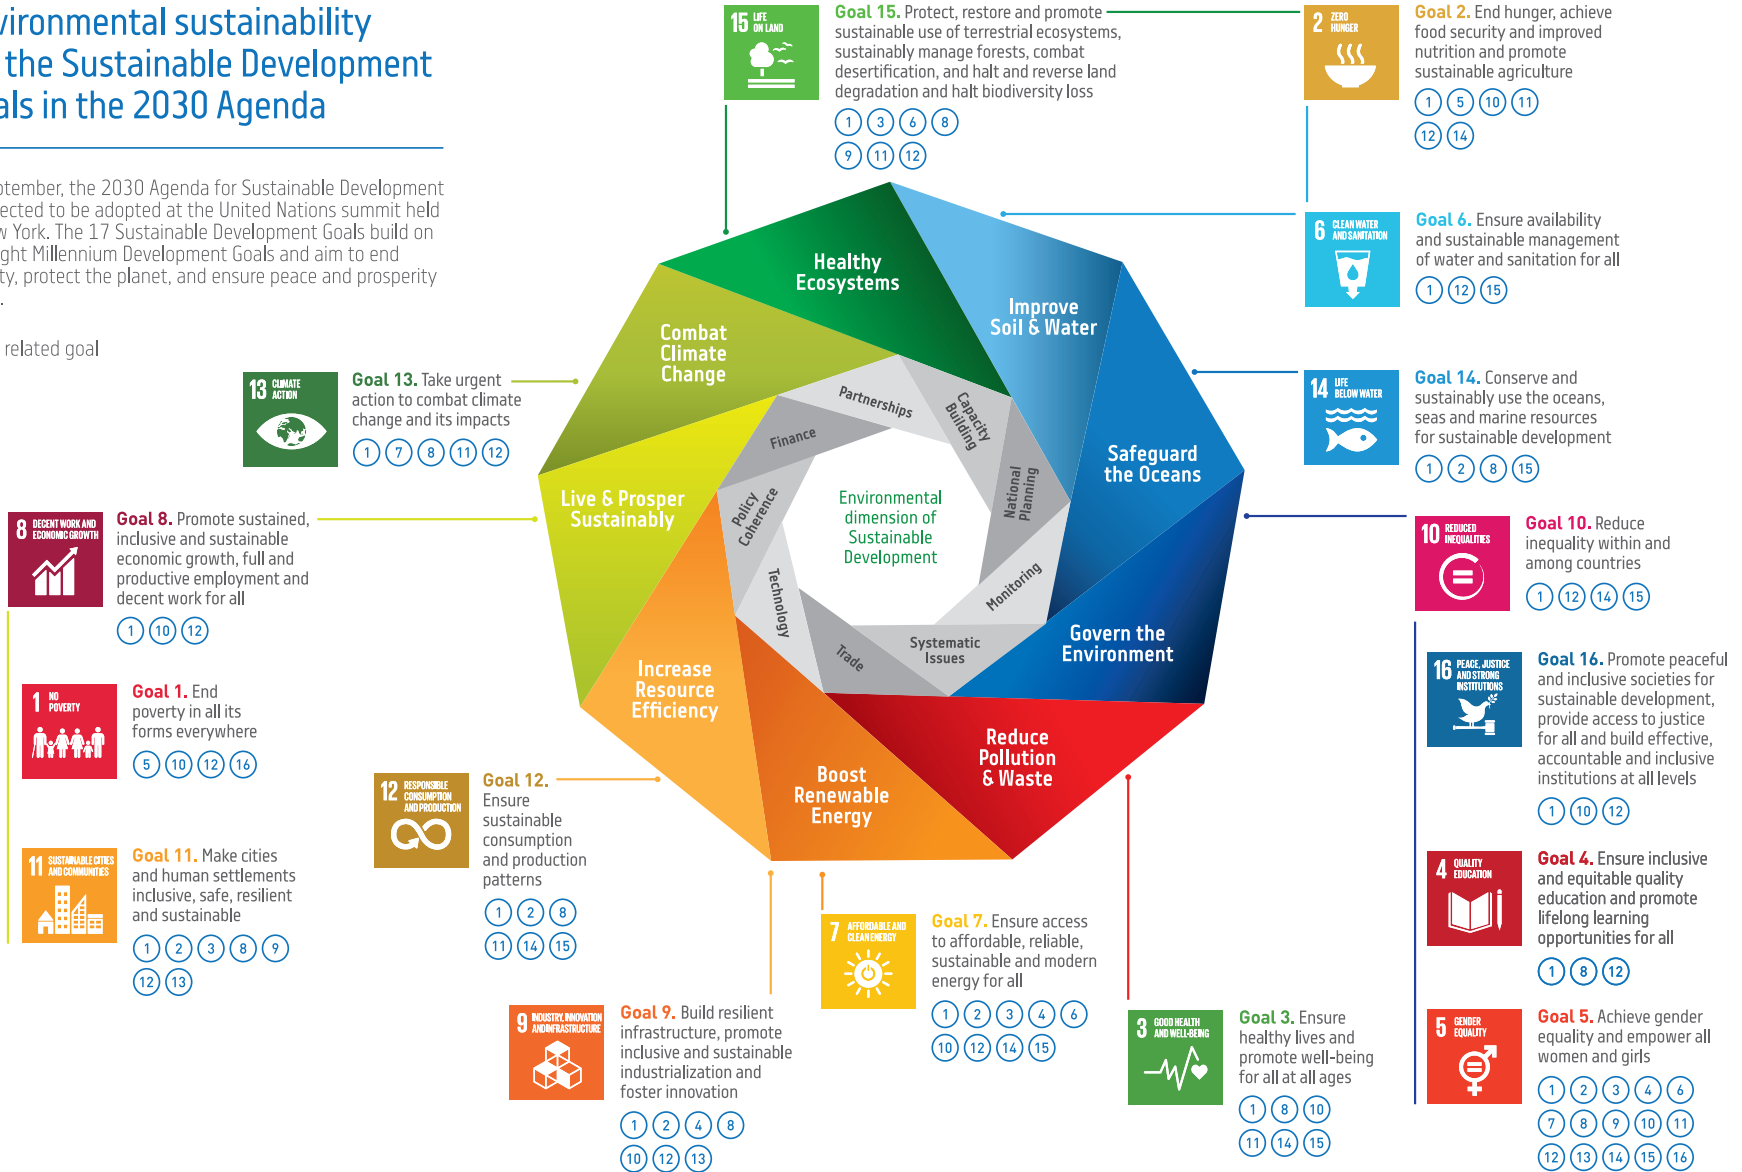 vironmental sustainability
the Sustainable Development
als in the 2030 Agenda
ptember, the 2030 Agenda for Sustainable Development
ected to be adopted at the United Nations summit held
w York. The 17 Sustainable Development Goals build on
ght Millennium Development Goals and aim to end
ty, protect the planet, and ensure peace and prosperity
.
related goal
15 LIFE
ON LAND
Goal 15. Protect, restore and promote
sustainable use of terrestrial ecosystems,
sustainably manage forests, combat
desertification, and halt and reverse land
degradation and halt biodiversity loss
1 3 6 8
9 11 12
2 ZERO
HUNGER
Goal 2. End hunger, achieve
food security and improved
nutrition and promote
sustainable agriculture
1 5 10 11
12 14
6 CLEAN WATER
AND SANITATION
Goal 6. Ensure availability
and sustainable management
of water and sanitation for all
1 12 15
14 LIFE
BELOW WATER
Goal 14. Conserve and
sustainably use the oceans,
seas and marine resources
for sustainable development
1 2 8 15
13 CLIMATE
ACTION
Goal 13. Take urgent
action to combat climate
change and its impacts
1 7 8 11 12
8 DECENT WORK AND
ECONOMIC GROWTH
Goal 8. Promote sustained,
inclusive and sustainable
economic growth, full and
productive employment and
decent work for all
1 10 12
1 NO
POVERTY
Goal 1. End
poverty in all its
forms everywhere
5 10 12 16
11 SUSTAINABLE CITIES
AND COMMUNITIES
Goal 11. Make cities
and human settlements
inclusive, safe, resilient
and sustainable
1 2 3 8 9
12 13
Healthy
Ecosystems
Improve
Soil & Water
Combat
Climate
Change
Safeguard
the Oceans
Live & Prosper
Sustainably
Govern the
Environment
Increase
Resource
Efficiency
Reduce
Pollution
& Waste
Boost
Renewable
Energy
Partnerships
Capacity
Building
Finance
National
Planning
Policy
Coherence
Monitoring
Technology
Systematic
Issues
Trade
Environmental
dimension of
Sustainable
Development
10 REDUCED
INEQUALITIES
Goal 10. Reduce
inequality within and
among countries
1 12 14 15
16 PEACE, JUSTICE
AND STRONG
INSTITUTIONS
Goal 16. Promote peaceful
and inclusive societies for
sustainable development,
provide access to justice
for all and build effective,
accountable and inclusive
institutions at all levels
1 10 12
4 QUALITY
EDUCATION
Goal 4. Ensure inclusive
and equitable quality
education and promote
lifelong learning
opportunities for all
1 8 12
5 GENDER
EQUALITY
Goal 5. Achieve gender
equality and empower all
women and girls
1 2 3 4 6
7 8 9 10 11
12 13 14 15 16
12 RESPONSIBLE
CONSUMPTION
AND PRODUCTION
Goal 12.
Ensure
sustainable
consumption
and production
patterns
1 2 8
11 14 15
9 INDUSTRY, INNOVATION
AND INFRASTRUCTURE
Goal 9. Build resilient
infrastructure, promote
inclusive and sustainable
industrialization and
foster innovation
1 2 4 8
10 12 13
7 AFFORDABLE AND
CLEAN ENERGY
Goal 7. Ensure access
to affordable, reliable,
sustainable and modern
energy for all
1 2 3 4 6
10 12 14 15
3 GOOD HEALTH
AND WELL-BEING
Goal 3. Ensure
healthy lives and
promote well-being
for all at all ages
1 8 10
11 14 15